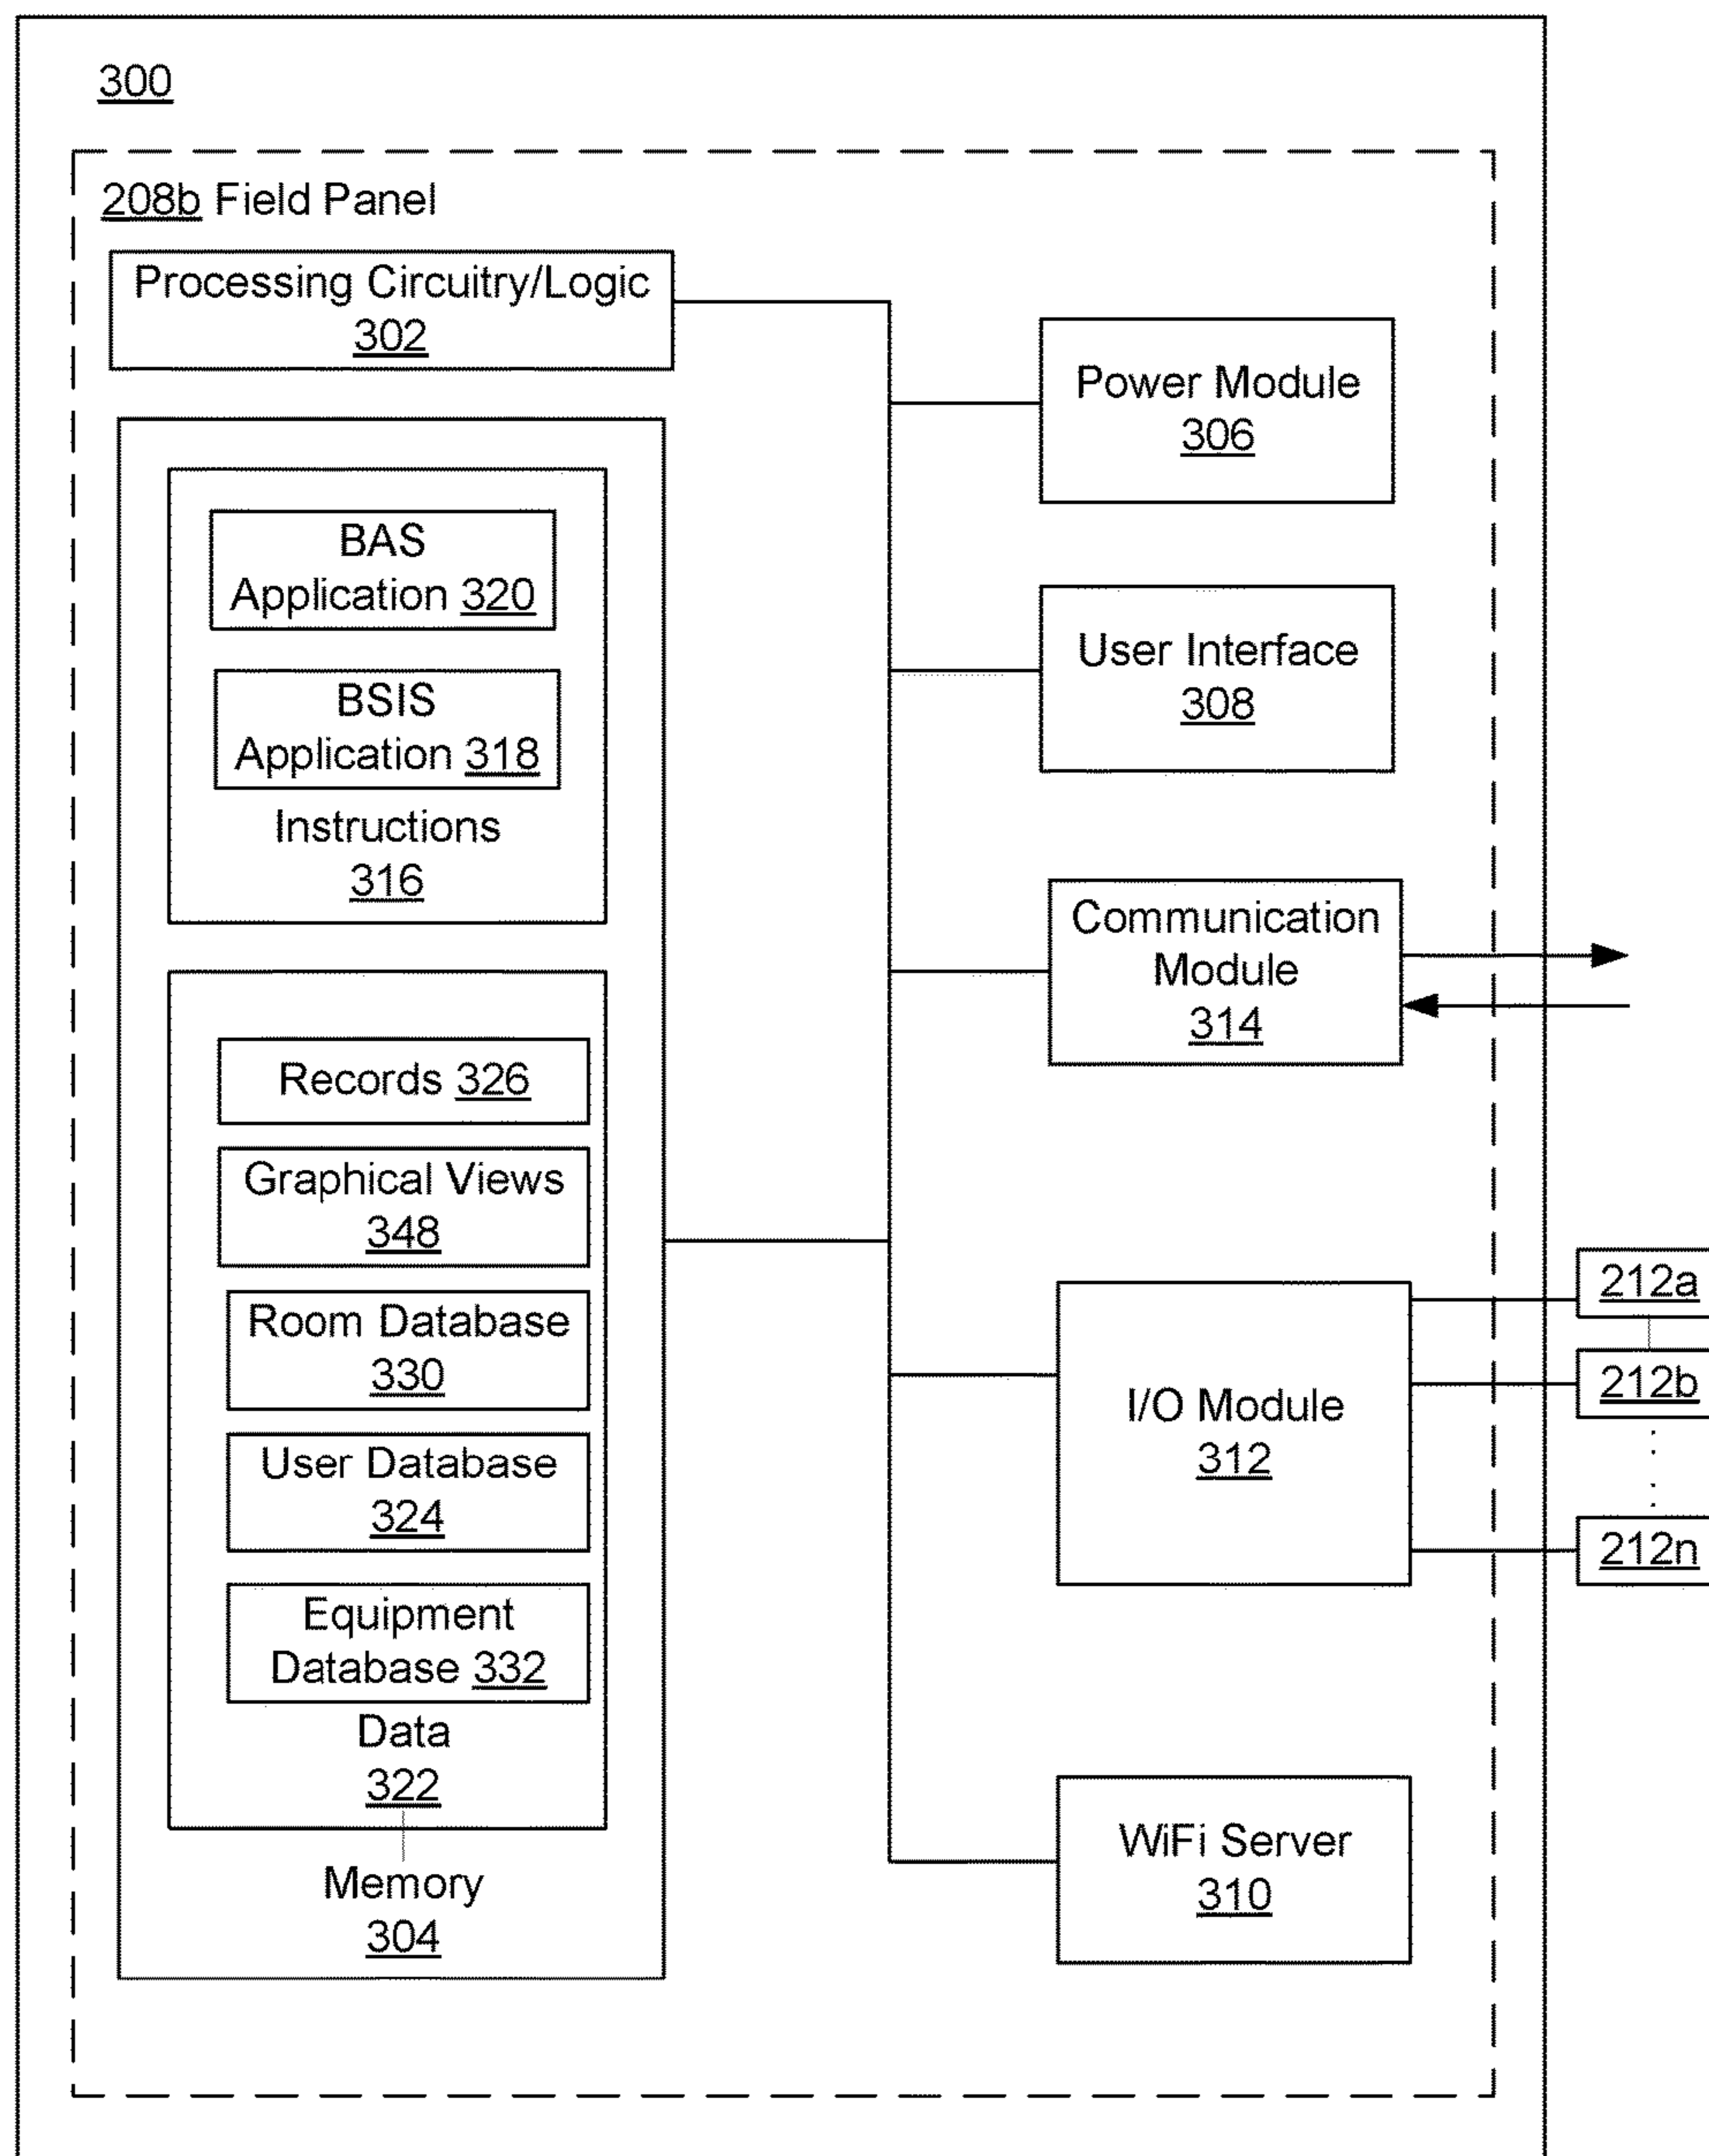 300
208b Field Panel
Processing Circuitry/Logic
302
BAS
Application 320
BSIS
Application 318
Instructions
316
Records 326
Graphical Views
348
Room Database
330
User Database
324
Equipment
Database 332
Data
322
Memory
304
Power Module
306
User Interface
308
Communication
Module
314
I/O Module
312
WiFi Server
310
212a
212b
212n